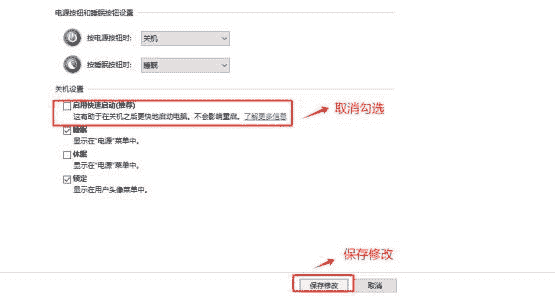 电源按钮和睡眠按钮设置
按电源按钮时: 关机
按睡眠按钮时: 睡眠
关机设置
启用快速启动(推荐)
这有助于在关机之后更快地启动电脑。不会影响重启。了解更多信息
取消勾选
睡眠
显示在"电源"菜单中。
休眠
显示在"电源"菜单中。
锁定
显示在用户头像菜单中。
保存修改
保存修改 取消